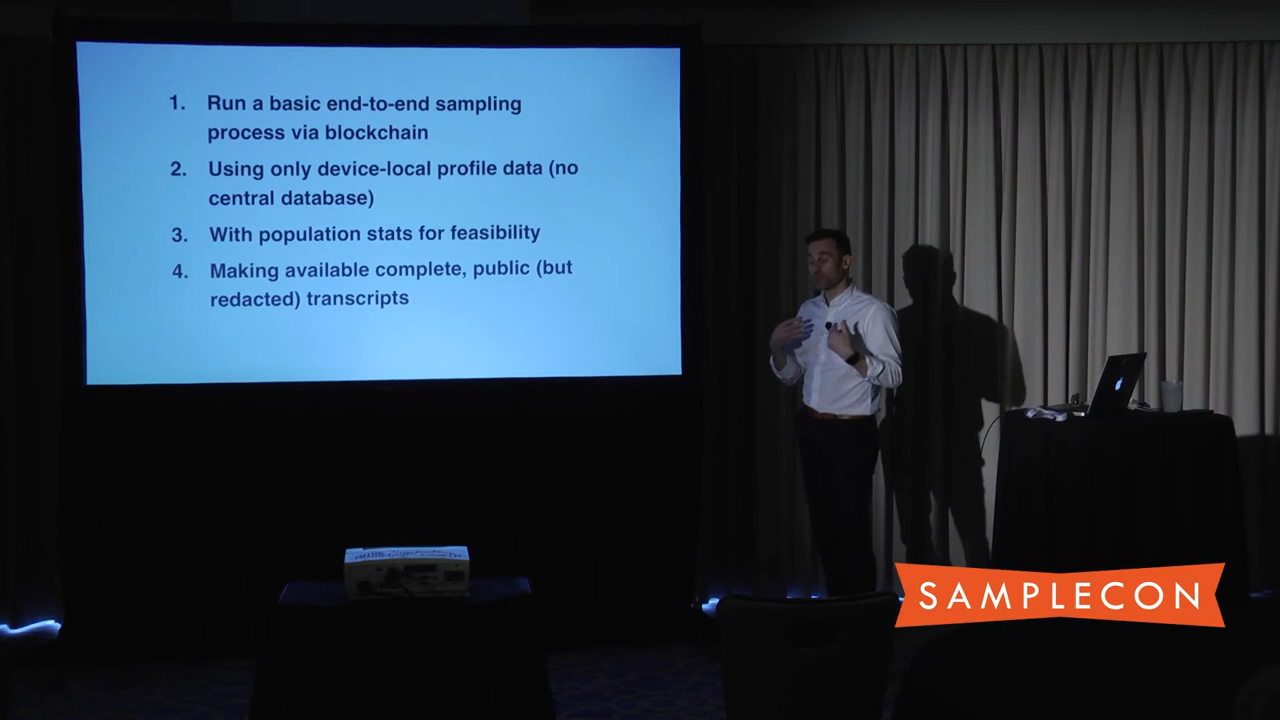 1. Run a basic end-to-end sampling
process via blockchain
2. Using only device-local profile data (no
central database)
3. With population stats for feasibility
4. Making available complete, public (but
redacted) transcripts
SAMPLECON